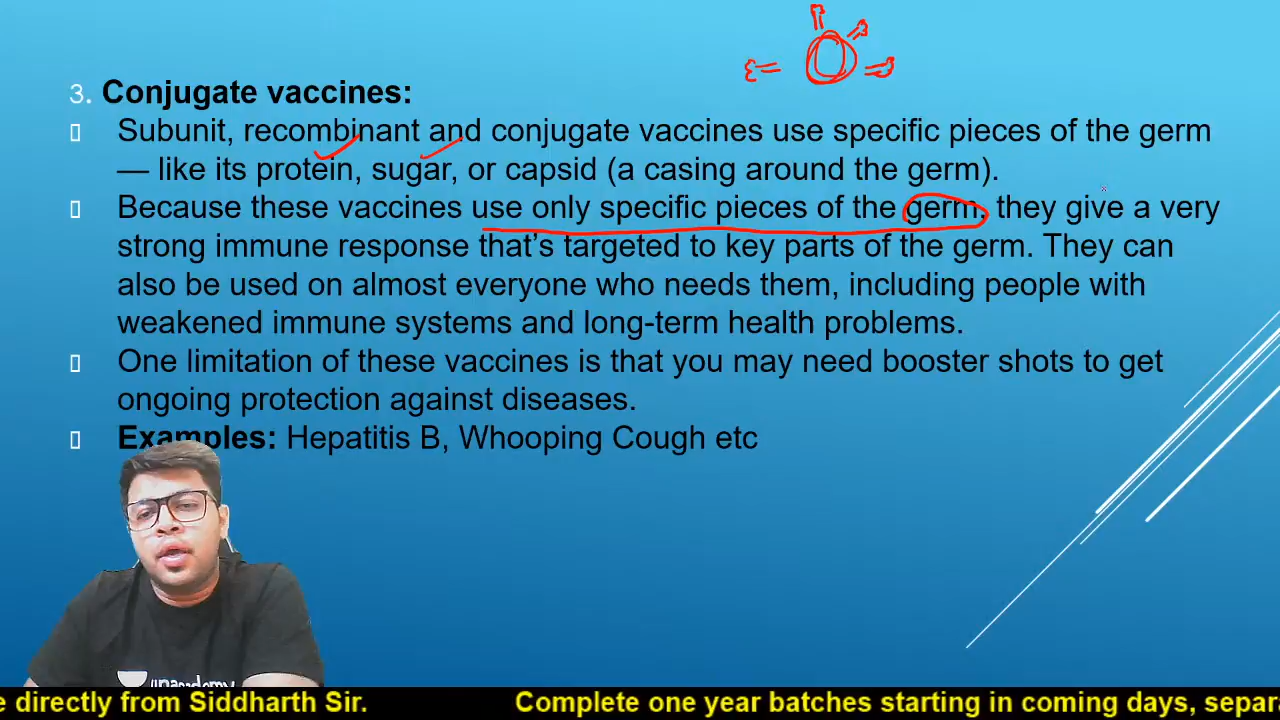 3. Conjugate vaccines:
Subunit, recombinant and conjugate vaccines use specific pieces of the germ
— like its protein, sugar, or capsid (a casing around the germ).
Because these vaccines use only specific pieces of the germ, they give a very
strong immune response that's targeted to key parts of the germ. They can
also be used on almost everyone who needs them, including people with
weakened immune systems and long-term health problems.
One limitation of these vaccines is that you may need booster shots to get
ongoing protection against diseases.
Examples: Hepatitis B, Whooping Cough etc
unacademy
e directly from Siddharth Sir. Complete one year batches starting in coming days, separ